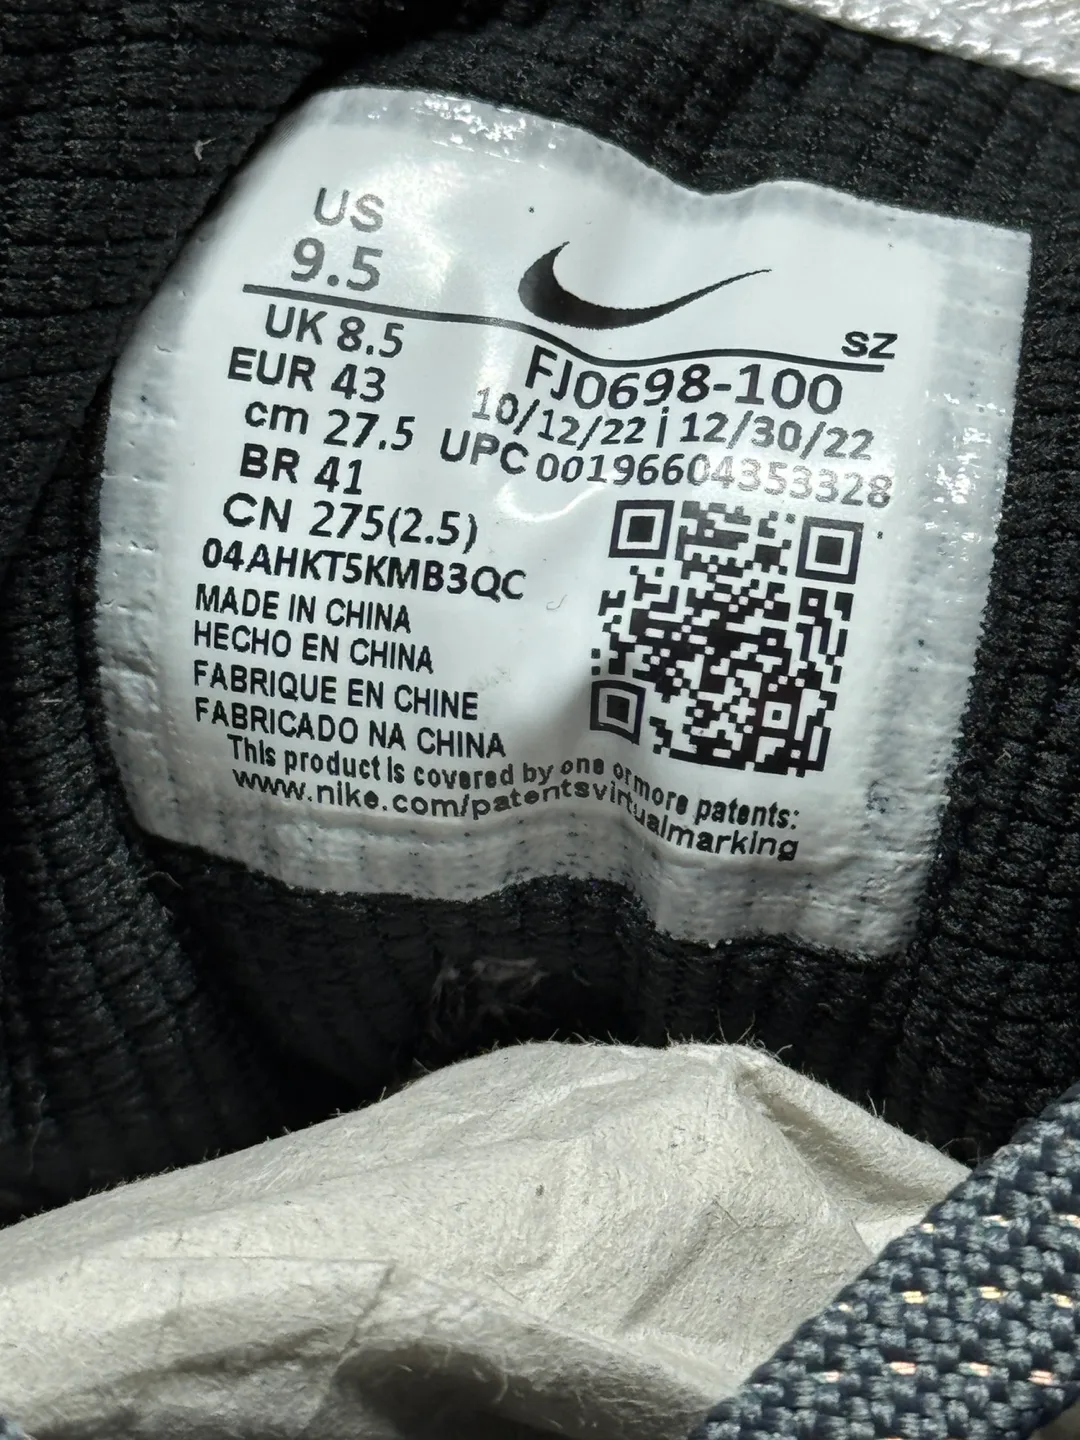 US
9.5
UK 8.5
EUR 43
cm 27.5
BR 41
CN 275(2.5)
04AHKT5KMB3QC
MADE IN CHINA
HECHO EN CHINA
FABRIQUE EN CHINE
FABRICADO NA CHINA
SZ
FJ0698-100
10/12/22 | 12/30/22
UPC 00196604353328
This product is covered by one or more patents:
www.nike.com/patentsvirtualmarking